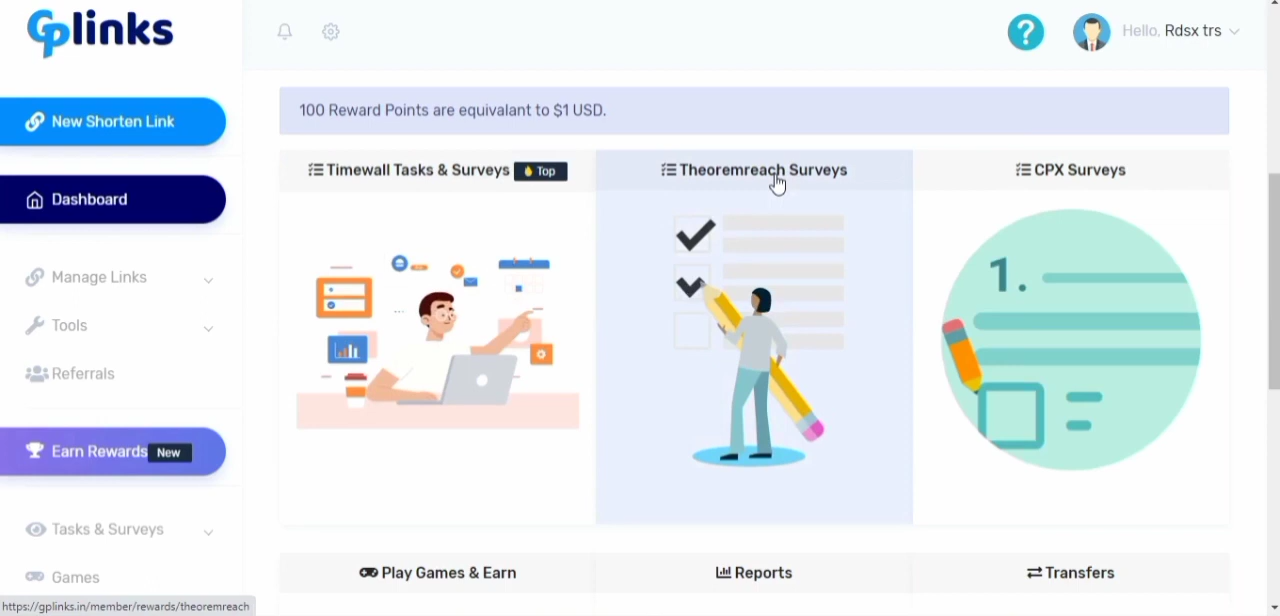 Gplinks
Hello, Rdsx trs
New Shorten Link
100 Reward Points are equivalant to $1 USD.
Timewall Tasks & Surveys Top
Theoremreach Surveys
CPX Surveys
Dashboard
1.
Manage Links
Tools
Referrals
Earn Rewards New
Tasks & Surveys
Games
Play Games & Earn
Reports
Transfers
https://gplinks.in/member/rewards/theoremreach